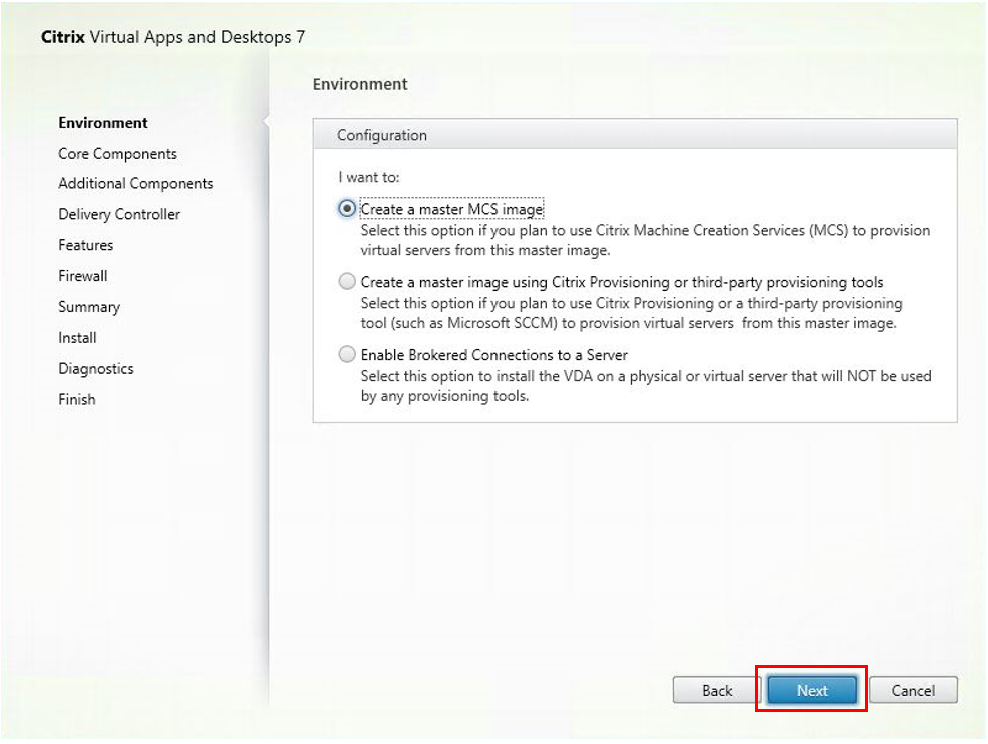 Citrix Virtual Apps and Desktops 7
Environment
Core Components
Additional Components
Delivery Controller
Features
Firewall
Summary
Install
Diagnostics
Finish
Environment
Configuration
I want to:
Create a master MCS image
Select this option if you plan to use Citrix Machine Creation Services (MCS) to provision
virtual servers from this master image.
Create a master image using Citrix Provisioning or third-party provisioning tools
Select this option if you plan to use Citrix Provisioning or a third-party provisioning
tool (such as Microsoft SCCM) to provision virtual servers from this master image.
Enable Brokered Connections to a Server
Select this option to install the VDA on a physical or virtual server that will NOT be used
by any provisioning tools.
Back Next Cancel